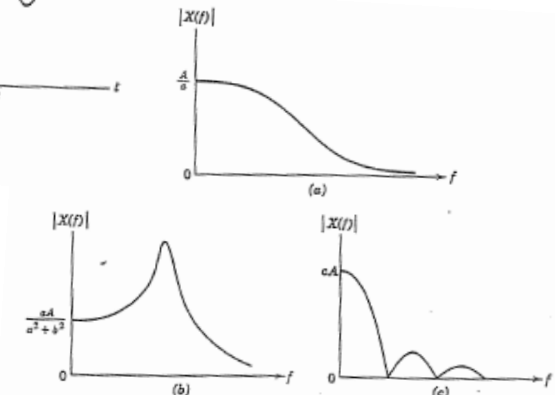 |X(f)|
t
A/a
0
f
(a)
|X(f)|
aA/a² + b²
0
f
(b)
|X(f)|
cA
0
f
(c)